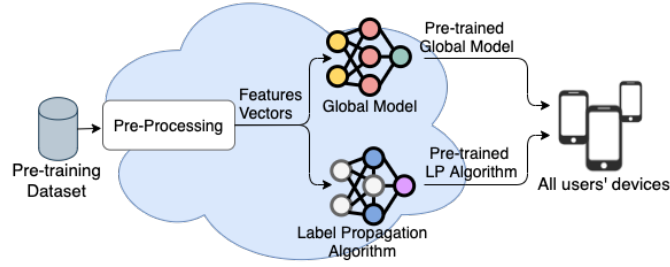 Pre-training
Dataset
Pre-Processing
Features
Vectors
Global Model
Label Propagation
Algorithm
Pre-trained
Global Model
Pre-trained
LP Algorithm
All users' devices